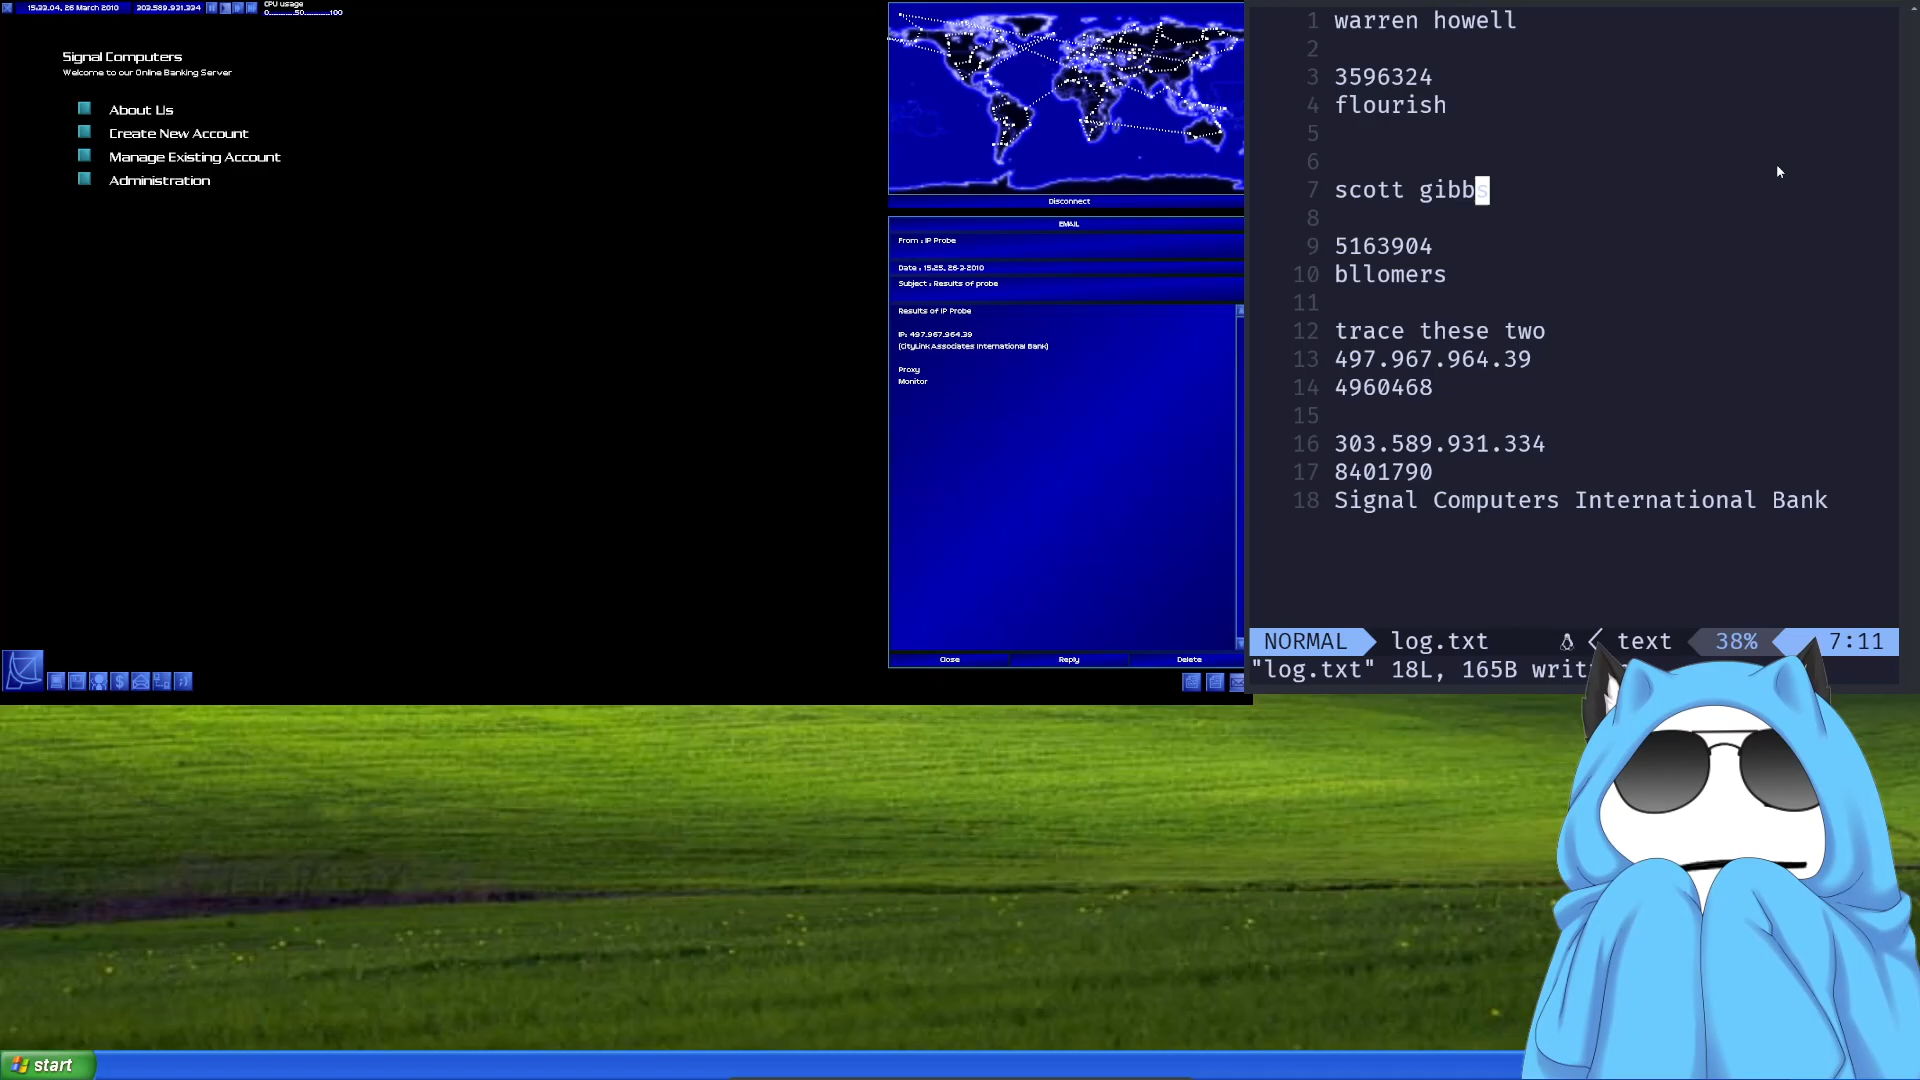 15:33.04, 26 March 2010
303.589.931.334
CPU usage
0.........50.........100
Signal Computers
Welcome to our Online Banking Server
About Us
Create New Account
Manage Existing Account
Administration
Disconnect
EMAIL
From : IP Probe
Date : 15:25, 26-3-2010
Subject : Results of probe
Results of IP Probe
IP: 497.967.964.39
(CityLink Associates International Bank)
Proxy
Monitor
Close
Reply
Delete
1 warren howell
2
3 3596324
4 flourish
5
6
7 scott gibbs
8
9 5163904
10 bllomers
11
12 trace these two
13 497.967.964.39
14 4960468
15
16 303.589.931.334
17 8401790
18 Signal Computers International Bank
NORMAL log.txt text 38% 7:11
"log.txt" 18L, 165B writ
start